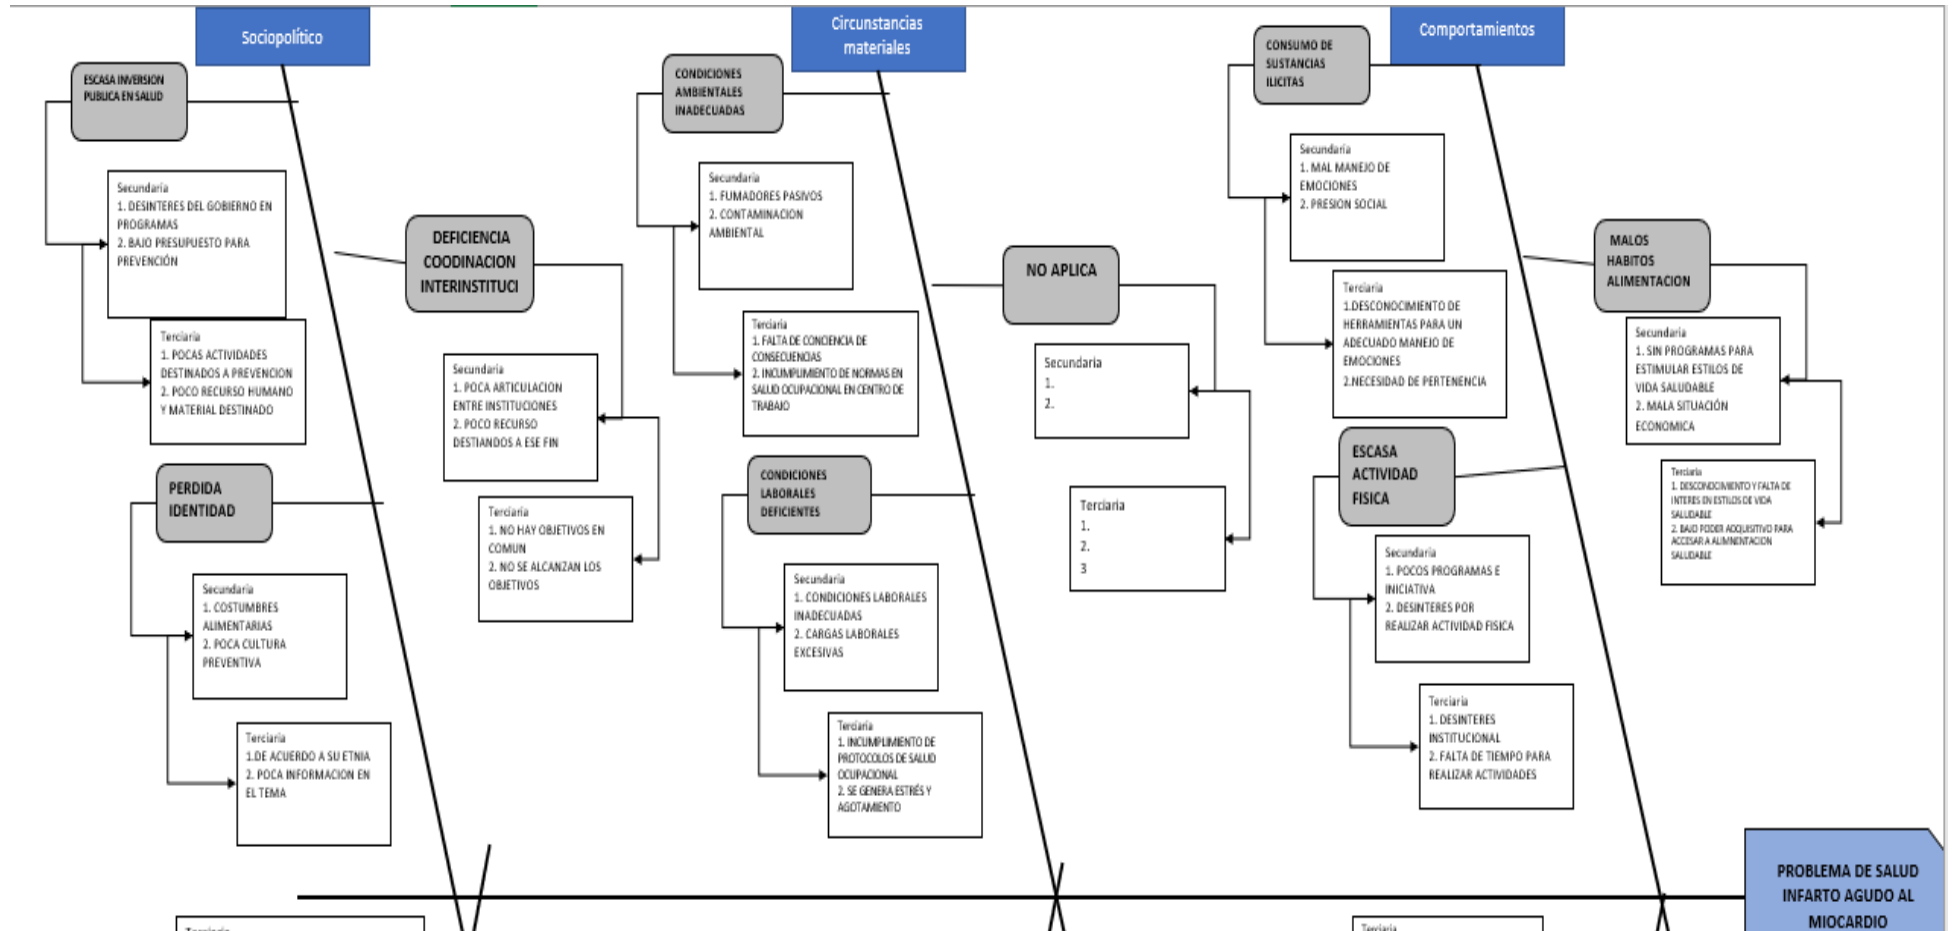 Sociopolítico
ESCASA INVERSION
PUBLICA EN SALUD
Secundaria
1. DESINTERES DEL GOBIERNO EN
PROGRAMAS
2. BAJO PRESUPUESTO PARA
PREVENCIÓN
Terciaria
1. POCAS ACTIVIDADES
DESTINADOS A PREVENCION
2. POCO RECURSO HUMANO
Y MATERIAL DESTINADO
DEFICIENCIA
COODINACION
INTERINSTITUCI
Secundaria
1. POCA ARTICULACION
ENTRE INSTITUCIONES
2. POCO RECURSO
DESTIANDOS A ESE FIN
Terciaria
1. NO HAY OBJETIVOS EN
COMUN
2. NO SE ALCANZAN LOS
OBJETIVOS
PERDIDA
IDENTIDAD
Secundaria
1. COSTUMBRES
ALIMENTARIAS
2. POCA CULTURA
PREVENTIVA
Terciaria
1.DE ACUERDO A SU ETNIA
2. POCA INFORMACION EN
EL TEMA
Circunstancias
materiales
CONDICIONES
AMBIENTALES
INADECUADAS
Secundaria
1. FUMADORES PASIVOS
2. CONTAMINACION
AMBIENTAL
Terciaria
1. FALTA DE CONCIENCIA DE
CONSECUENCIAS
2. INCUMPLIMIENTO DE NORMAS EN
SALUD OCUPACIONAL EN CENTRO DE
TRABAJO
NO APLICA
Secundaria
1.
2.
Terciaria
1.
2.
3
CONDICIONES
LABORALES
DEFICIENTES
Secundaria
1. CONDICIONES LABORALES
INADECUADAS
2. CARGAS LABORALES
EXCESIVAS
Terciaria
1. INCUMPLIMIENTO DE
PROTOCOLOS DE SALUD
OCUPACIONAL
2. SE GENERA ESTRÉS Y
AGOTAMIENTO
Comportamientos
CONSUMO DE
SUSTANCIAS
ILICITAS
Secundaria
1. MAL MANEJO DE
EMOCIONES
2. PRESION SOCIAL
Terciaria
1.DESCONOCIMIENTO DE
HERRAMIENTAS PARA UN
ADECUADO MANEJO DE
EMOCIONES
2.NECESIDAD DE PERTENENCIA
MALOS
HABITOS
ALIMENTACION
Secundaria
1. SIN PROGRAMAS PARA
ESTIMULAR ESTILOS DE
VIDA SALUDABLE
2. MALA SITUACIÓN
ECONOMICA
Terciaria
1. DESCONOCIMIENTO Y FALTA DE
INTERES EN ESTILOS DE VIDA
SALUDABLE
2. BAJO PODER ADQUISITIVO PARA
ACCESAR A ALIMNENTACION
SALUDABLE
ESCASA
ACTIVIDAD
FISICA
Secundaria
1. POCOS PROGRAMAS E
INICIATIVA
2. DESINTERES POR
REALIZAR ACTIVIDAD FISICA
Terciaria
1. DESINTERES
INSTITUCIONAL
2. FALTA DE TIEMPO PARA
REALIZAR ACTIVIDADES
PROBLEMA DE SALUD
INFARTO AGUDO AL
MIOCARDIO
Terciaria
Terciaria